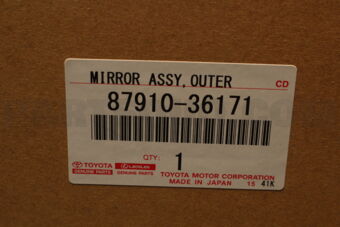 MIRROR ASSY, OUTER
CD
87910-36171
QTY: 1
TOYOTA LEXUS
GENUINE PARTS GENUINE PARTS
TOYOTA MOTOR CORPORATION
MADE IN JAPAN 15 41K